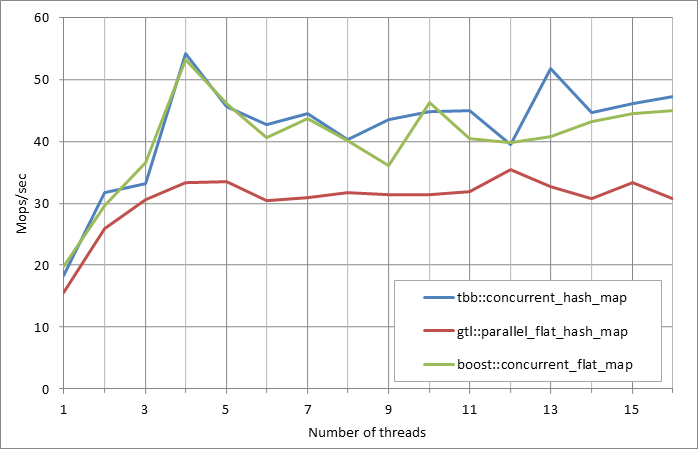 60
50
40
30
20
10
0
Mops/sec
tbb::concurrent_hash_map
gtl::parallel_flat_hash_map
boost::concurrent_flat_map
1 3 5 7 9 11 13 15
Number of threads